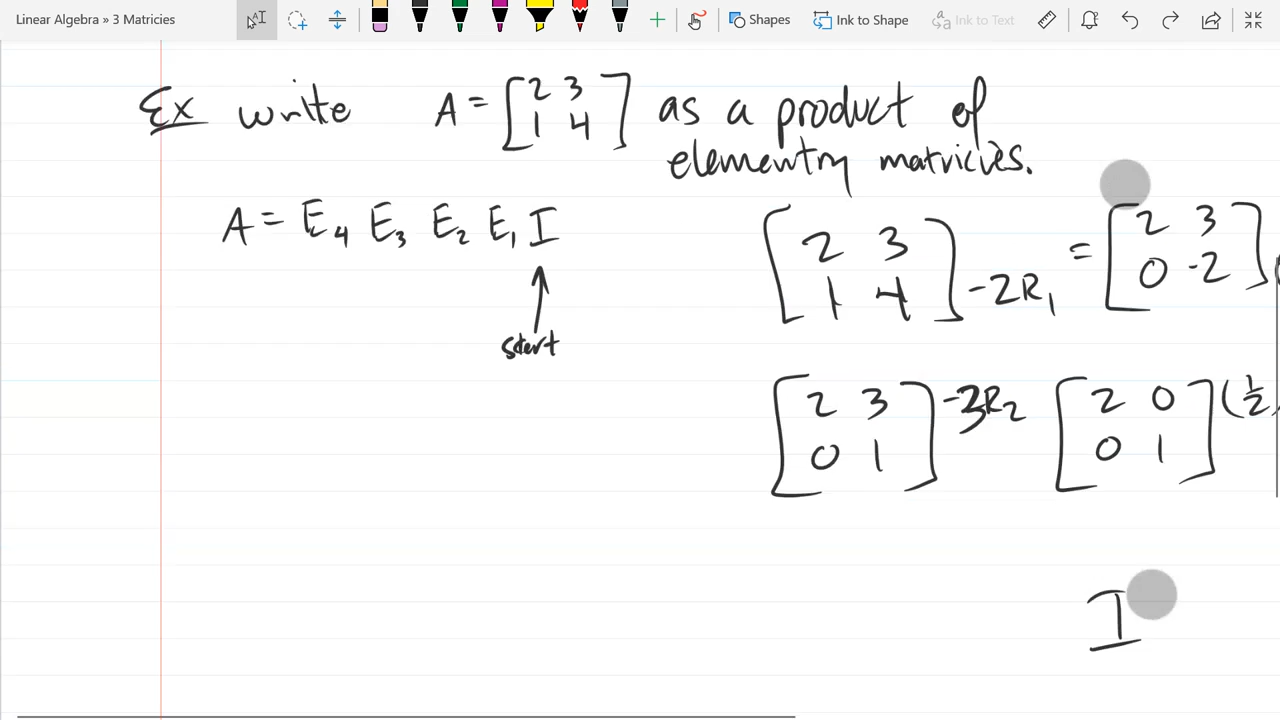 Linear Algebra » 3 Matricies
Shapes
Ink to Shape
Ink to Text
Ex write A = [2 3 as a product of
1 4] elementry matricies.
A = E4 E3 E2 E1 I
start
[2 3 = [2 3
1 4] -2R1 0 -2]
[2 3 -3R2 [2 0 (1/2)
0 1] 0 1]
I